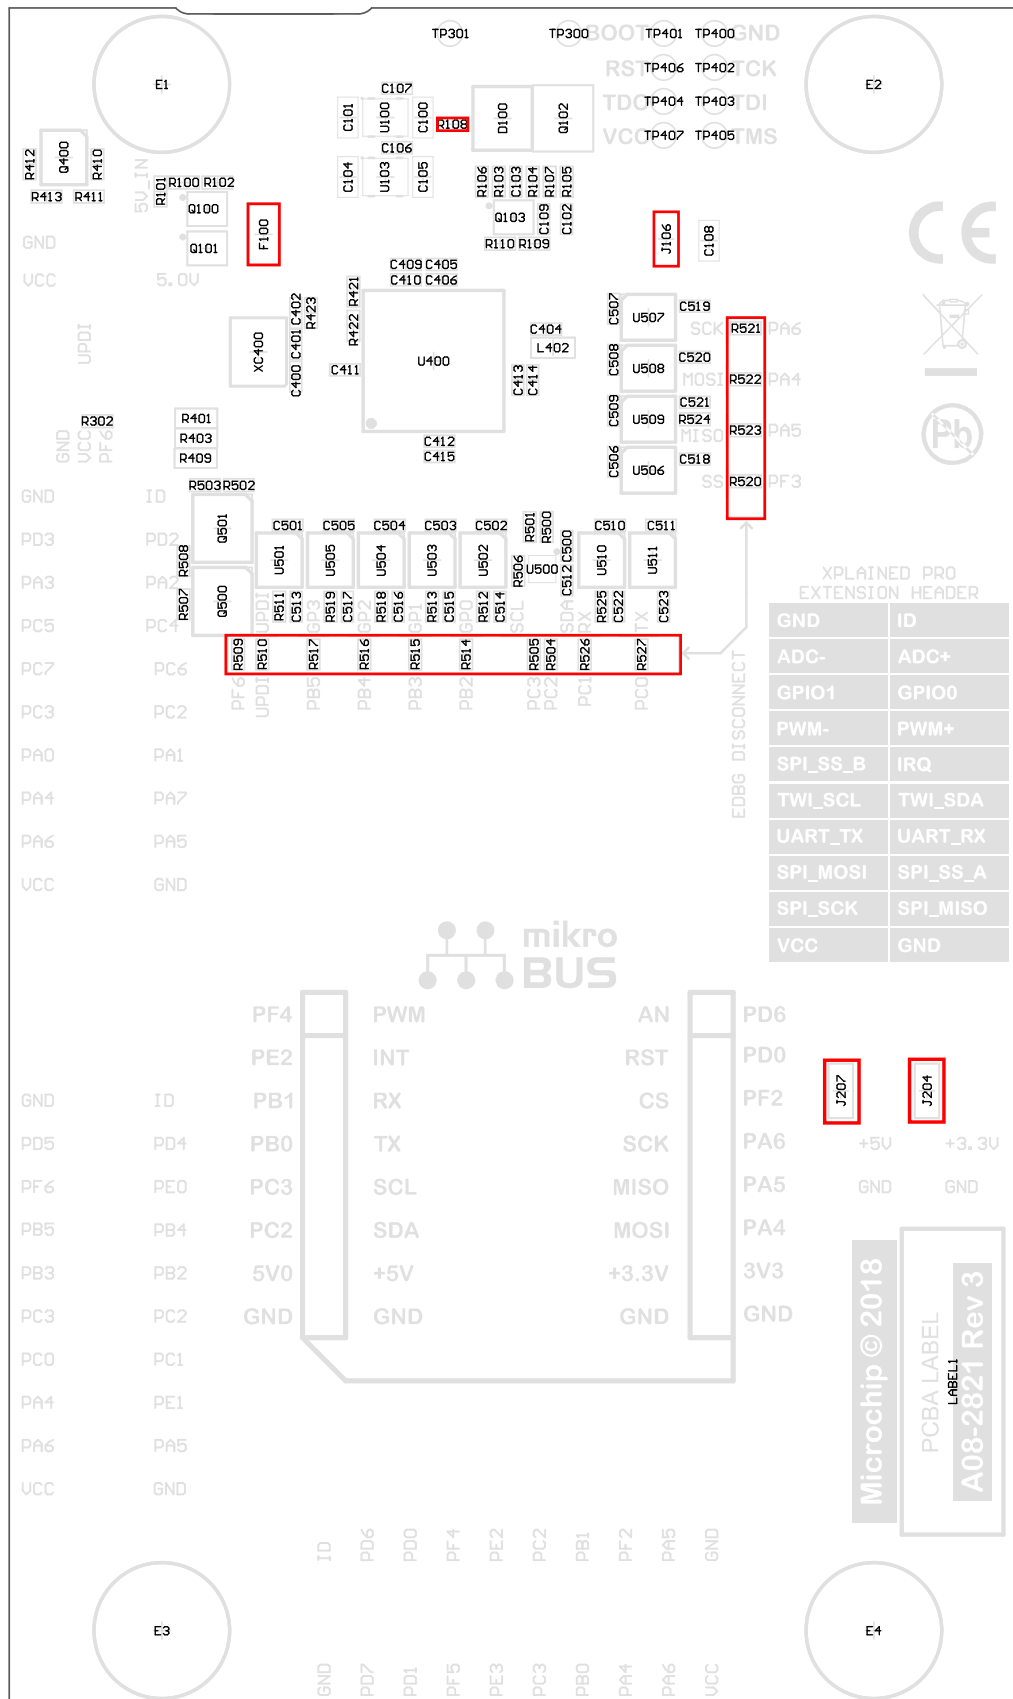 TP301 TP300 BOOT TP401 TP400 GND
RST TP406 TP402 TCK
TDO TP404 TP403 TDI
VCC TP407 TP405 TMS
E1
E2
C107
C101 U100 C100 R108 D100 Q102
C106
C104 U103 C105
R412 Q400 R410
R413 R411
5V_IN
R101 R100 R102
Q100
Q101
F100
R106 R103 C103 R104 R107 R105
Q103 C109 C102
R110 R109
J106 C108
GND
VCC 5.0V
UPDI
C409 C405
C410 C406
R421
R422
C411
U400
C402 R423
C401
C400
XC400
C404
L402
C413 C414
C412
C415
C507 U507 C519
C508 U508 C520
C509 U509 C521
R524
C506 U506 C518
SCK R521 PA6
MOSI R522 PA4
MISO R523 PA5
SS R520 PF3
Pb
R302
GND VCC PF6
R401
R403
R409
R503 R502
Q501
R508
Q500
R507
C501 C505 C504 C503 C502 R501 R500 C510 C511
U501 U505 U504 U503 U502 R506 U500 C500 C512 U510 U511
R511 C513 R519 C517 R518 C516 R513 C515 R512 C514 R525 C522 C523
UPDI GP3 GP2 GP1 GP0 SCL SDA RX TX
R509 R510 R517 R516 R515 R514 R505 R504 R526 R527
PF6 UPDI PB5 PB4 PB3 PB2 PC3 PC2 PC1 PC0
EDBG DISCONNECT
GND ID
PD3 PD2
PA3 PA2
PC5 PC4
PC7 PC6
PC3 PC2
PA0 PA1
PA4 PA7
PA6 PA5
VCC GND
XPLAINED PRO
EXTENSION HEADER
GND ID
ADC- ADC+
GPIO1 GPIO0
PWM- PWM+
SPI_SS_B IRQ
TWI_SCL TWI_SDA
UART_TX UART_RX
SPI_MOSI SPI_SS_A
SPI_SCK SPI_MISO
VCC GND
mikro
BUS
PF4 PWM AN PD6
PE2 INT RST PD0
PB1 RX CS PF2
PB0 TX SCK PA6
PC3 SCL MISO PA5
PC2 SDA MOSI PA4
5V0 +5V +3.3V 3V3
GND GND GND GND
J207 J204
+5V +3.3V
GND GND
GND ID
PD5 PD4
PF6 PE0
PB5 PB4
PB3 PB2
PC3 PC2
PC0 PC1
PA4 PE1
PA6 PA5
VCC GND
Microchip © 2018
PCBA LABEL
LABEL1
A08-2821 Rev 3
ID PD6 PD0 PF4 PE2 PC2 PB1 PF2 PA5 GND
E3
E4
GND PD7 PD1 PF5 PE3 PC3 PB0 PA4 PA6 VCC